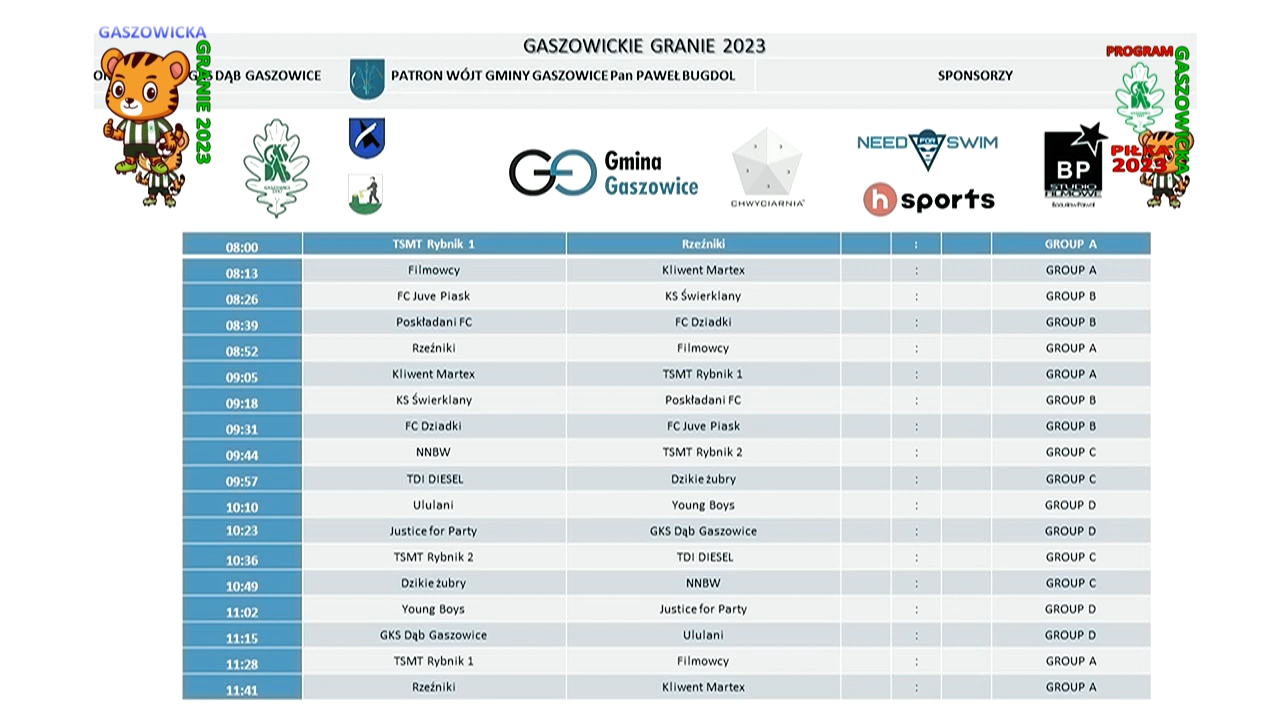 GASZOWICKA
GRANIE 2023
GASZOWICKIE GRANIE 2023
PROGRAM
GASZOWICKA
DĄB GASZOWICE
PATRON WÓJT GMINY GASZOWICE Pan PAWEŁ BUGDOL
SPONSORZY
GKS
Gmina
Gaszowice
CHWYCIARNIA
NEED FOR SWIM
h sports
BP
STUDIO
FILMOWE
PIŁKA
2023
08:00 TSMT Rybnik 1 Rzeźniki : GROUP A
08:13 Filmowcy Kliwent Martex : GROUP A
08:26 FC Juve Piask KS Świerklany : GROUP B
08:39 Poskładani FC FC Dziadki : GROUP B
08:52 Rzeźniki Filmowcy : GROUP A
09:05 Kliwent Martex TSMT Rybnik 1 : GROUP A
09:18 KS Świerklany Poskładani FC : GROUP B
09:31 FC Dziadki FC Juve Piask : GROUP B
09:44 NNBW TSMT Rybnik 2 : GROUP C
09:57 TDI DIESEL Dzikie żubry : GROUP C
10:10 Ululani Young Boys : GROUP D
10:23 Justice for Party GKS Dąb Gaszowice : GROUP D
10:36 TSMT Rybnik 2 TDI DIESEL : GROUP C
10:49 Dzikie żubry NNBW : GROUP C
11:02 Young Boys Justice for Party : GROUP D
11:15 GKS Dąb Gaszowice Ululani : GROUP D
11:28 TSMT Rybnik 1 Filmowcy : GROUP A
11:41 Rzeźniki Kliwent Martex : GROUP A